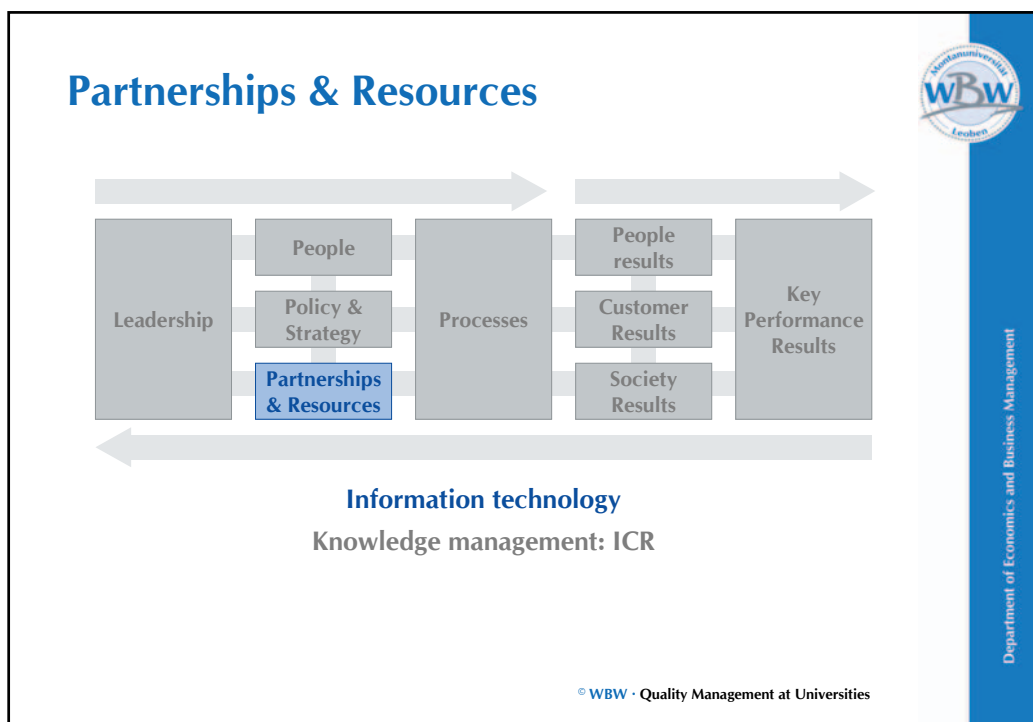 Partnerships & Resources
Montanuniversität
WBW
Leoben
Leadership
People
Policy &
Strategy
Partnerships
& Resources
Processes
People
results
Customer
Results
Society
Results
Key
Performance
Results
Information technology
Knowledge management: ICR
© WBW · Quality Management at Universities
Department of Economics and Business Management